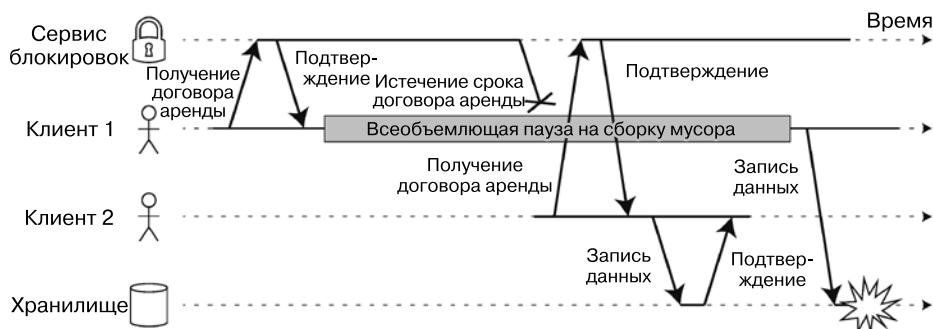 Время
Сервис
блокировок
Получение
договора
аренды
Подтвер-
ждение
Истечение срока
договора аренды
Подтверждение
Клиент 1
Всеобъемлющая пауза на сборку мусора
Получение
договора аренды
Запись
данных
Клиент 2
Запись
данных
Подтвер-
ждение
Хранилище